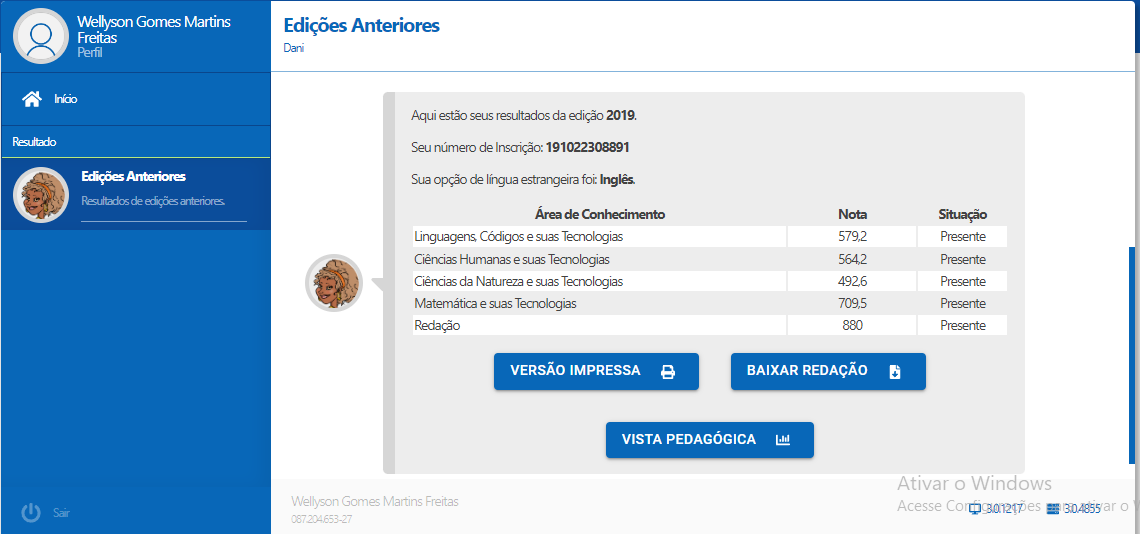 Wellyson Gomes Martins
Freitas
Perfil
Início
Resultado
Edições Anteriores
Resultados de edições anteriores.
Sair
Edições Anteriores
Dani
Aqui estão seus resultados da edição 2019.
Seu número de Inscrição: 191022308891
Sua opção de língua estrangeira foi: Inglês.
Área de Conhecimento Nota Situação
Linguagens, Códigos e suas Tecnologias 579,2 Presente
Ciências Humanas e suas Tecnologias 564,2 Presente
Ciências da Natureza e suas Tecnologias 492,6 Presente
Matemática e suas Tecnologias 709,5 Presente
Redação 880 Presente
VERSÃO IMPRESSA BAIXAR REDAÇÃO
VISTA PEDAGÓGICA
Wellyson Gomes Martins Freitas
087.204.653-27
Ativar o Windows
Acesse Configurações para ativar o W
3.0.1217 3.0.4855